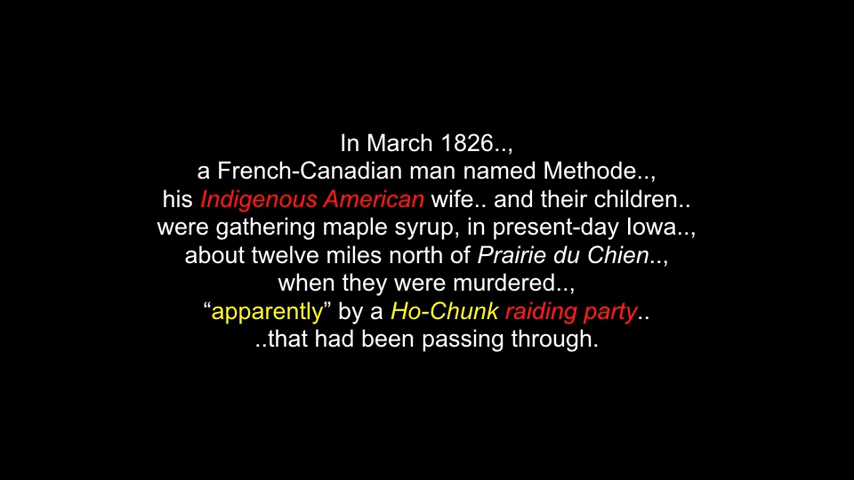 In March 1826..,
a French-Canadian man named Methode..,
his Indigenous American wife.. and their children..
were gathering maple syrup, in present-day Iowa..,
about twelve miles north of Prairie du Chien..,
when they were murdered..,
“apparently” by a Ho-Chunk raiding party..
..that had been passing through.